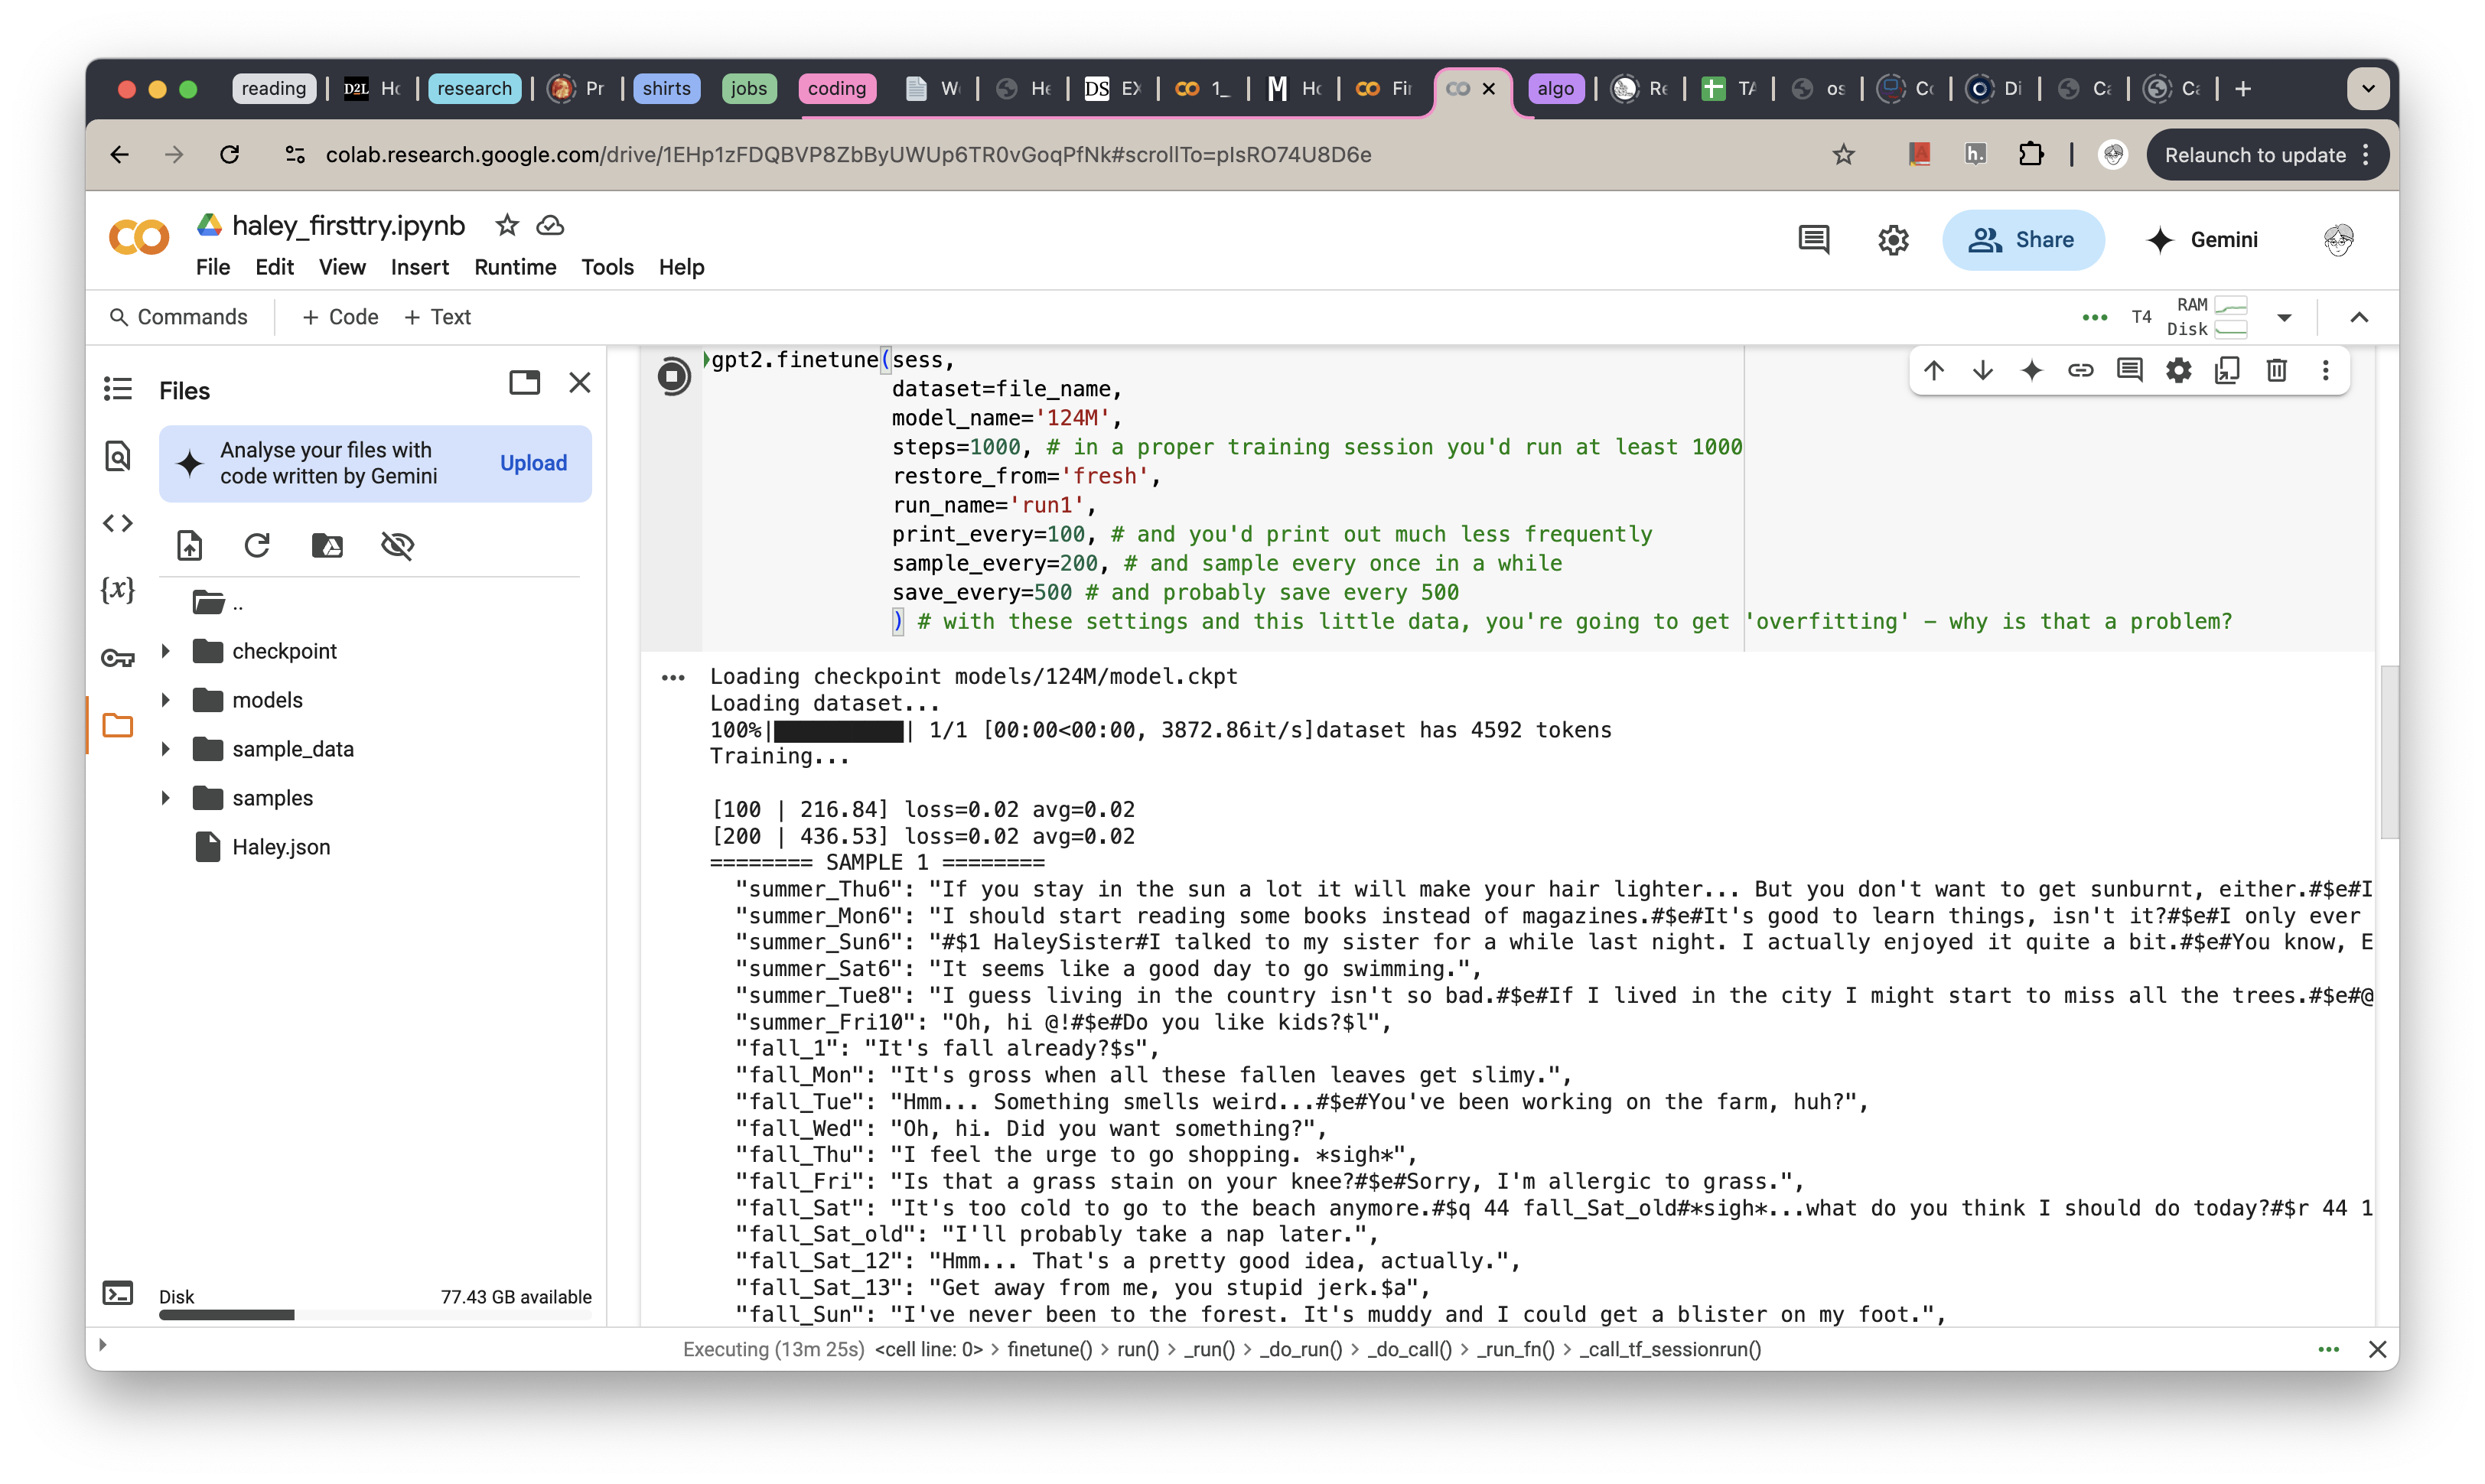 reading
D2L Ho
research
Pr
shirts
jobs
coding
W
He
DS EX
1_
M Ho
Fir
algo
Re
TA
os
Co
Di
Ca
Ca
colab.research.google.com/drive/1EHp1zFDQBVP8ZbByUWUp6TR0vGoqPfNk#scrollTo=pIsRO74U8D6e
h.
Relaunch to update
haley_firsttry.ipynb
File Edit View Insert Runtime Tools Help
Share
Gemini
Commands + Code + Text
T4 RAM
Disk
Files
Analyse your files with
code written by Gemini
Upload
{x}
..
checkpoint
models
sample_data
samples
Haley.json
Disk 77.43 GB available
gpt2.finetune(sess,
dataset=file_name,
model_name='124M',
steps=1000, # in a proper training session you'd run at least 1000
restore_from='fresh',
run_name='run1',
print_every=100, # and you'd print out much less frequently
sample_every=200, # and sample every once in a while
save_every=500 # and probably save every 500
) # with these settings and this little data, you're going to get 'overfitting' - why is that a problem?
Loading checkpoint models/124M/model.ckpt
Loading dataset...
100%|██████████| 1/1 [00:00<00:00, 3872.86it/s]dataset has 4592 tokens
Training...
[100 | 216.84] loss=0.02 avg=0.02
[200 | 436.53] loss=0.02 avg=0.02
======== SAMPLE 1 ========
"summer_Thu6": "If you stay in the sun a lot it will make your hair lighter... But you don't want to get sunburnt, either.#$e#I
"summer_Mon6": "I should start reading some books instead of magazines.#$e#It's good to learn things, isn't it?#$e#I only ever
"summer_Sun6": "#$1 HaleySister#I talked to my sister for a while last night. I actually enjoyed it quite a bit.#$e#You know, E
"summer_Sat6": "It seems like a good day to go swimming.",
"summer_Tue8": "I guess living in the country isn't so bad.#$e#If I lived in the city I might start to miss all the trees.#$e#@
"summer_Fri10": "Oh, hi @!#$e#Do you like kids?$l",
"fall_1": "It's fall already?$s",
"fall_Mon": "It's gross when all these fallen leaves get slimy.",
"fall_Tue": "Hmm... Something smells weird...#$e#You've been working on the farm, huh?",
"fall_Wed": "Oh, hi. Did you want something?",
"fall_Thu": "I feel the urge to go shopping. *sigh*",
"fall_Fri": "Is that a grass stain on your knee?#$e#Sorry, I'm allergic to grass.",
"fall_Sat": "It's too cold to go to the beach anymore.#$q 44 fall_Sat_old#*sigh*...what do you think I should do today?#$r 44 1
"fall_Sat_old": "I'll probably take a nap later.",
"fall_Sat_12": "Hmm... That's a pretty good idea, actually.",
"fall_Sat_13": "Get away from me, you stupid jerk.$a",
"fall_Sun": "I've never been to the forest. It's muddy and I could get a blister on my foot.",
Executing (13m 25s) <cell line: 0> > finetune() > run() > _run() > _do_run() > _do_call() > _run_fn() > _call_tf_sessionrun()